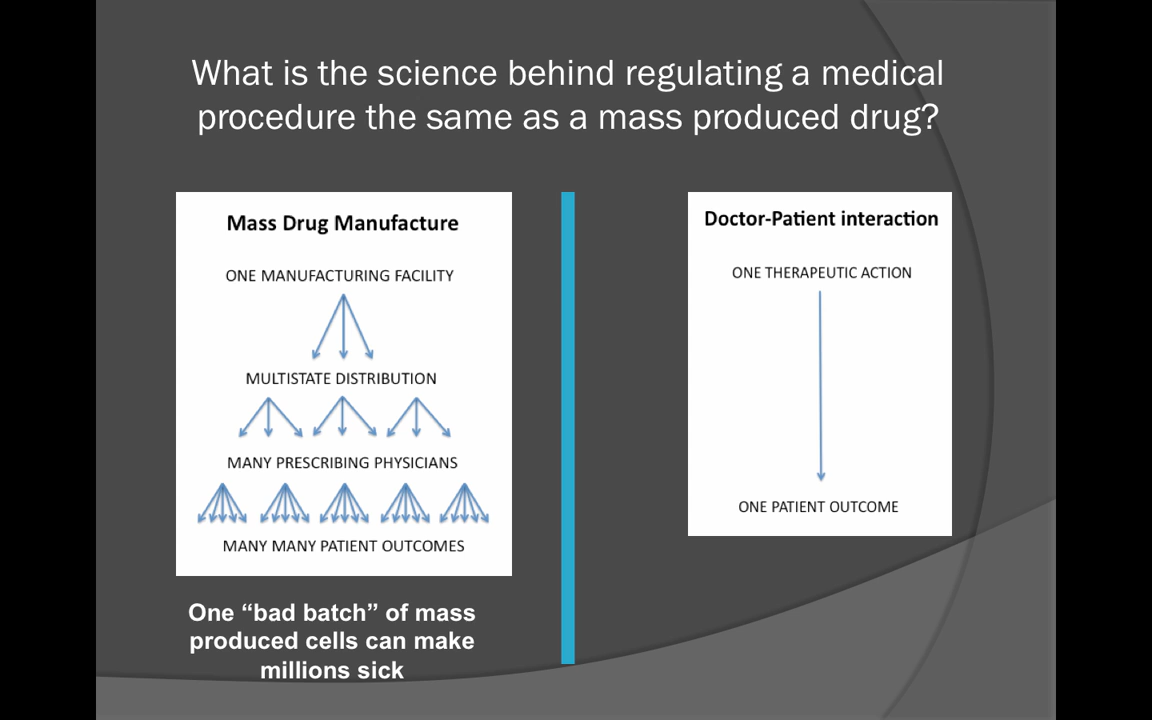 What is the science behind regulating a medical
procedure the same as a mass produced drug?
Mass Drug Manufacture
ONE MANUFACTURING FACILITY
MULTISTATE DISTRIBUTION
MANY PRESCRIBING PHYSICIANS
MANY MANY PATIENT OUTCOMES
One “bad batch” of mass
produced cells can make
millions sick
Doctor-Patient interaction
ONE THERAPEUTIC ACTION
ONE PATIENT OUTCOME